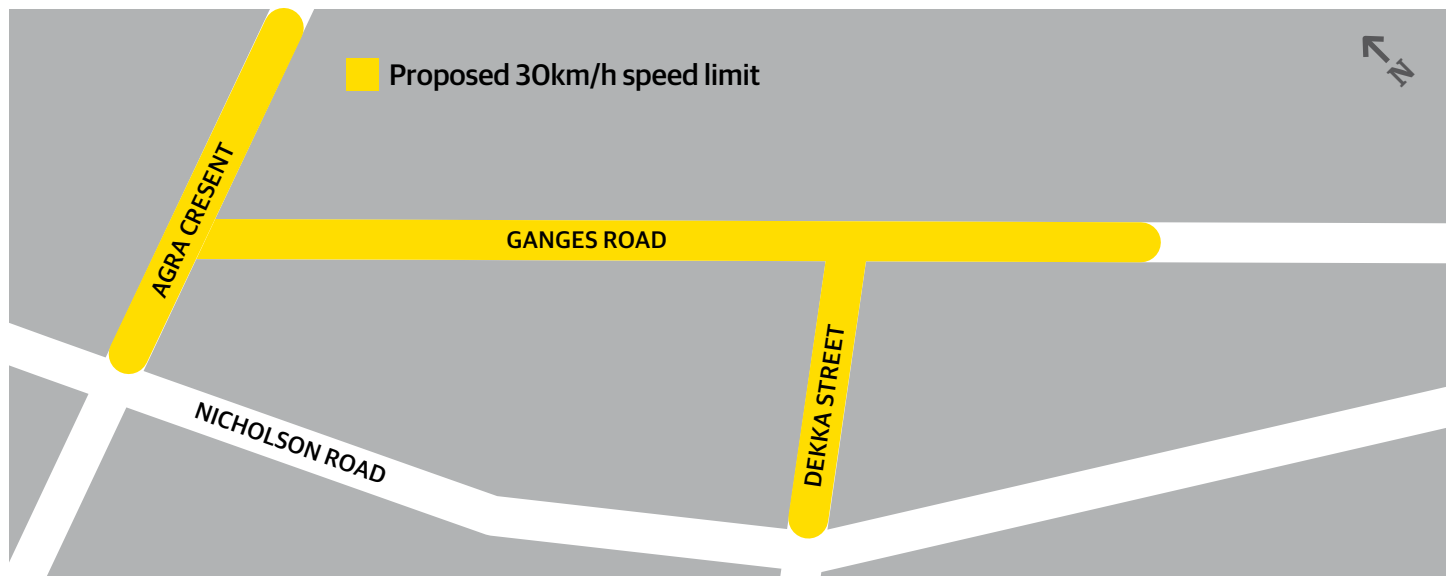 Proposed 30km/h speed limit
N
AGRA CRESENT
GANGES ROAD
DEKKA STREET
NICHOLSON ROAD